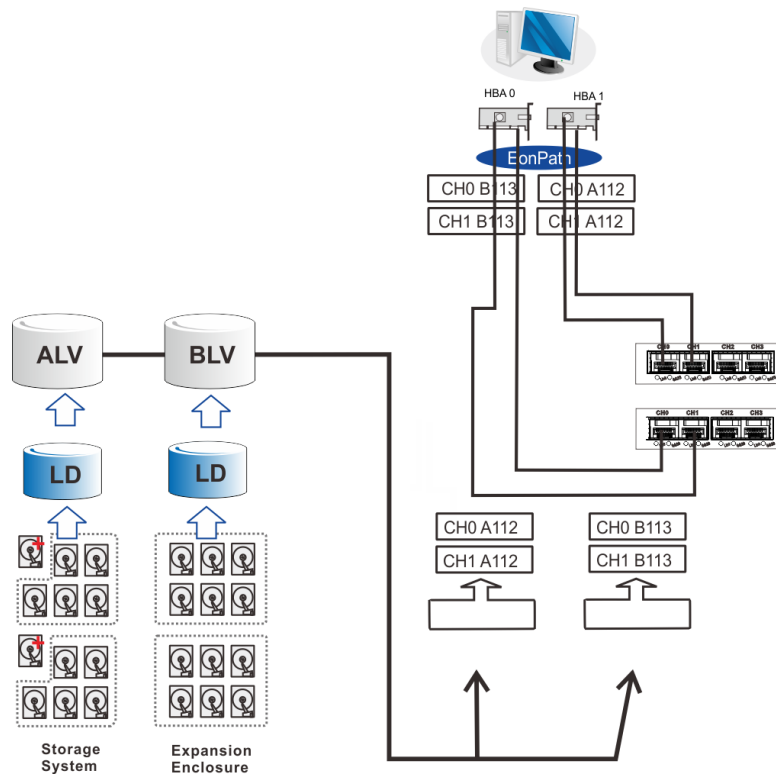 HBA 0
HBA 1
EonPath
CH0 B113
CH0 A112
CH1 B113
CH1 A112
CH0 CH1 CH2 CH3
CH0 CH1 CH2 CH3
ALV
BLV
LD
LD
CH0 A112
CH0 B113
CH1 A112
CH1 B113
Storage
System
Expansion
Enclosure